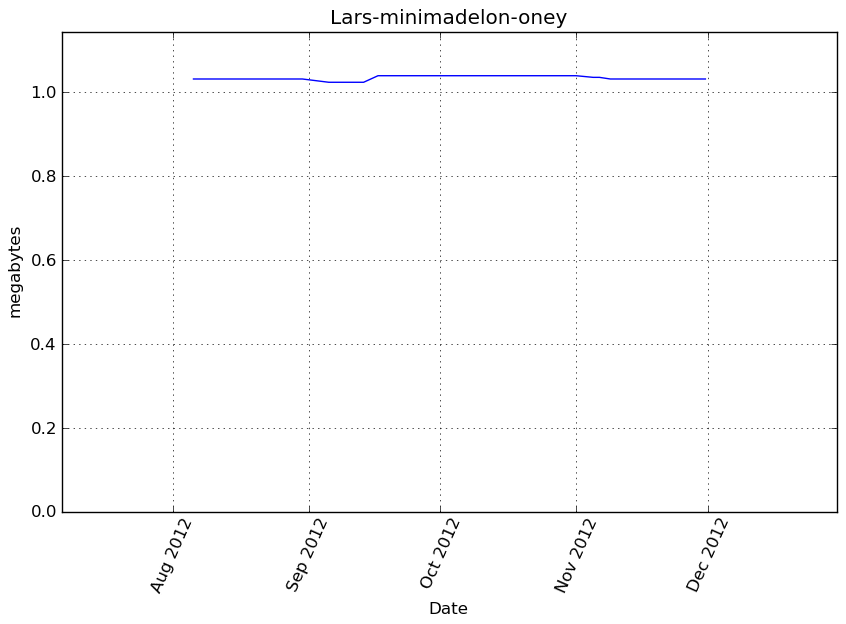 Lars-minimadelon-oney
1.0
0.8
0.6
0.4
0.2
0.0
megabytes
Aug 2012
Sep 2012
Oct 2012
Nov 2012
Dec 2012
Date